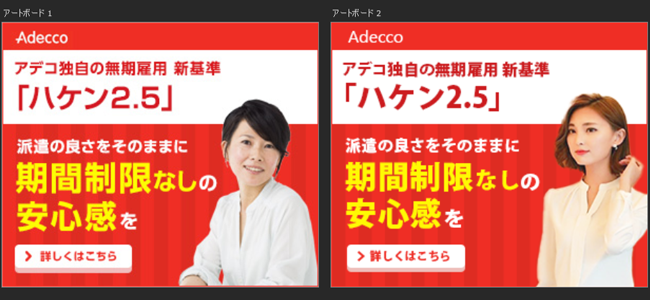 アートボード 1
Adecco
アデコ独自の無期雇用 新基準
「ハケン2.5」
派遣の良さをそのままに
期間制限なしの
安心感を
詳しくはこちら
アートボード 2
Adecco
アデコ独自の無期雇用 新基準
「ハケン2.5」
派遣の良さをそのままに
期間制限なしの
安心感を
詳しくはこちら